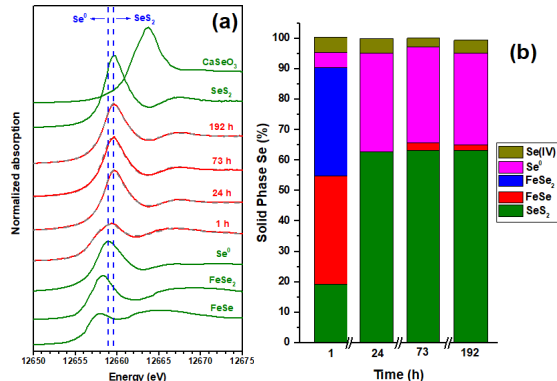 Se⁰ SeS₂ (a)
CaSeO₃
SeS₂
192 h
73 h
24 h
1 h
Se⁰
FeSe₂
FeSe
Normalized absorption
12650 12655 12660 12665 12670 12675
Energy (eV)
(b)
100
90
80
70
60
50
40
30
20
10
0
Solid Phase Se (%)
1 24 73 192
Time (h)
Se(IV)
Se⁰
FeSe₂
FeSe
SeS₂